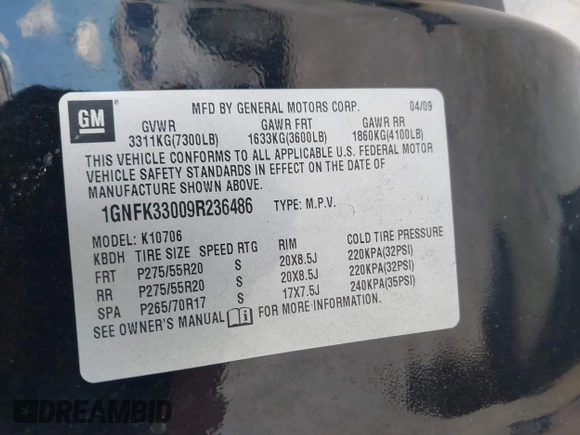 GM
MFD BY GENERAL MOTORS CORP. 04/09
GVWR GAWR FRT GAWR RR
3311KG(7300LB) 1633KG(3600LB) 1860KG(4100LB)
THIS VEHICLE CONFORMS TO ALL APPLICABLE U.S. FEDERAL MOTOR
VEHICLE SAFETY STANDARDS IN EFFECT ON THE DATE OF
MANUFACTURE SHOWN ABOVE.
1GNFK33009R236486 TYPE: M.P.V.
MODEL: K10706
KBDH TIRE SIZE SPEED RTG RIM COLD TIRE PRESSURE
FRT P275/55R20 S 20X8.5J 220KPA(32PSI)
RR P275/55R20 S 20X8.5J 220KPA(32PSI)
SPA P265/70R17 S 17X7.5J 240KPA(35PSI)
SEE OWNER'S MANUAL FOR MORE INFORMATION.
DREAMBID